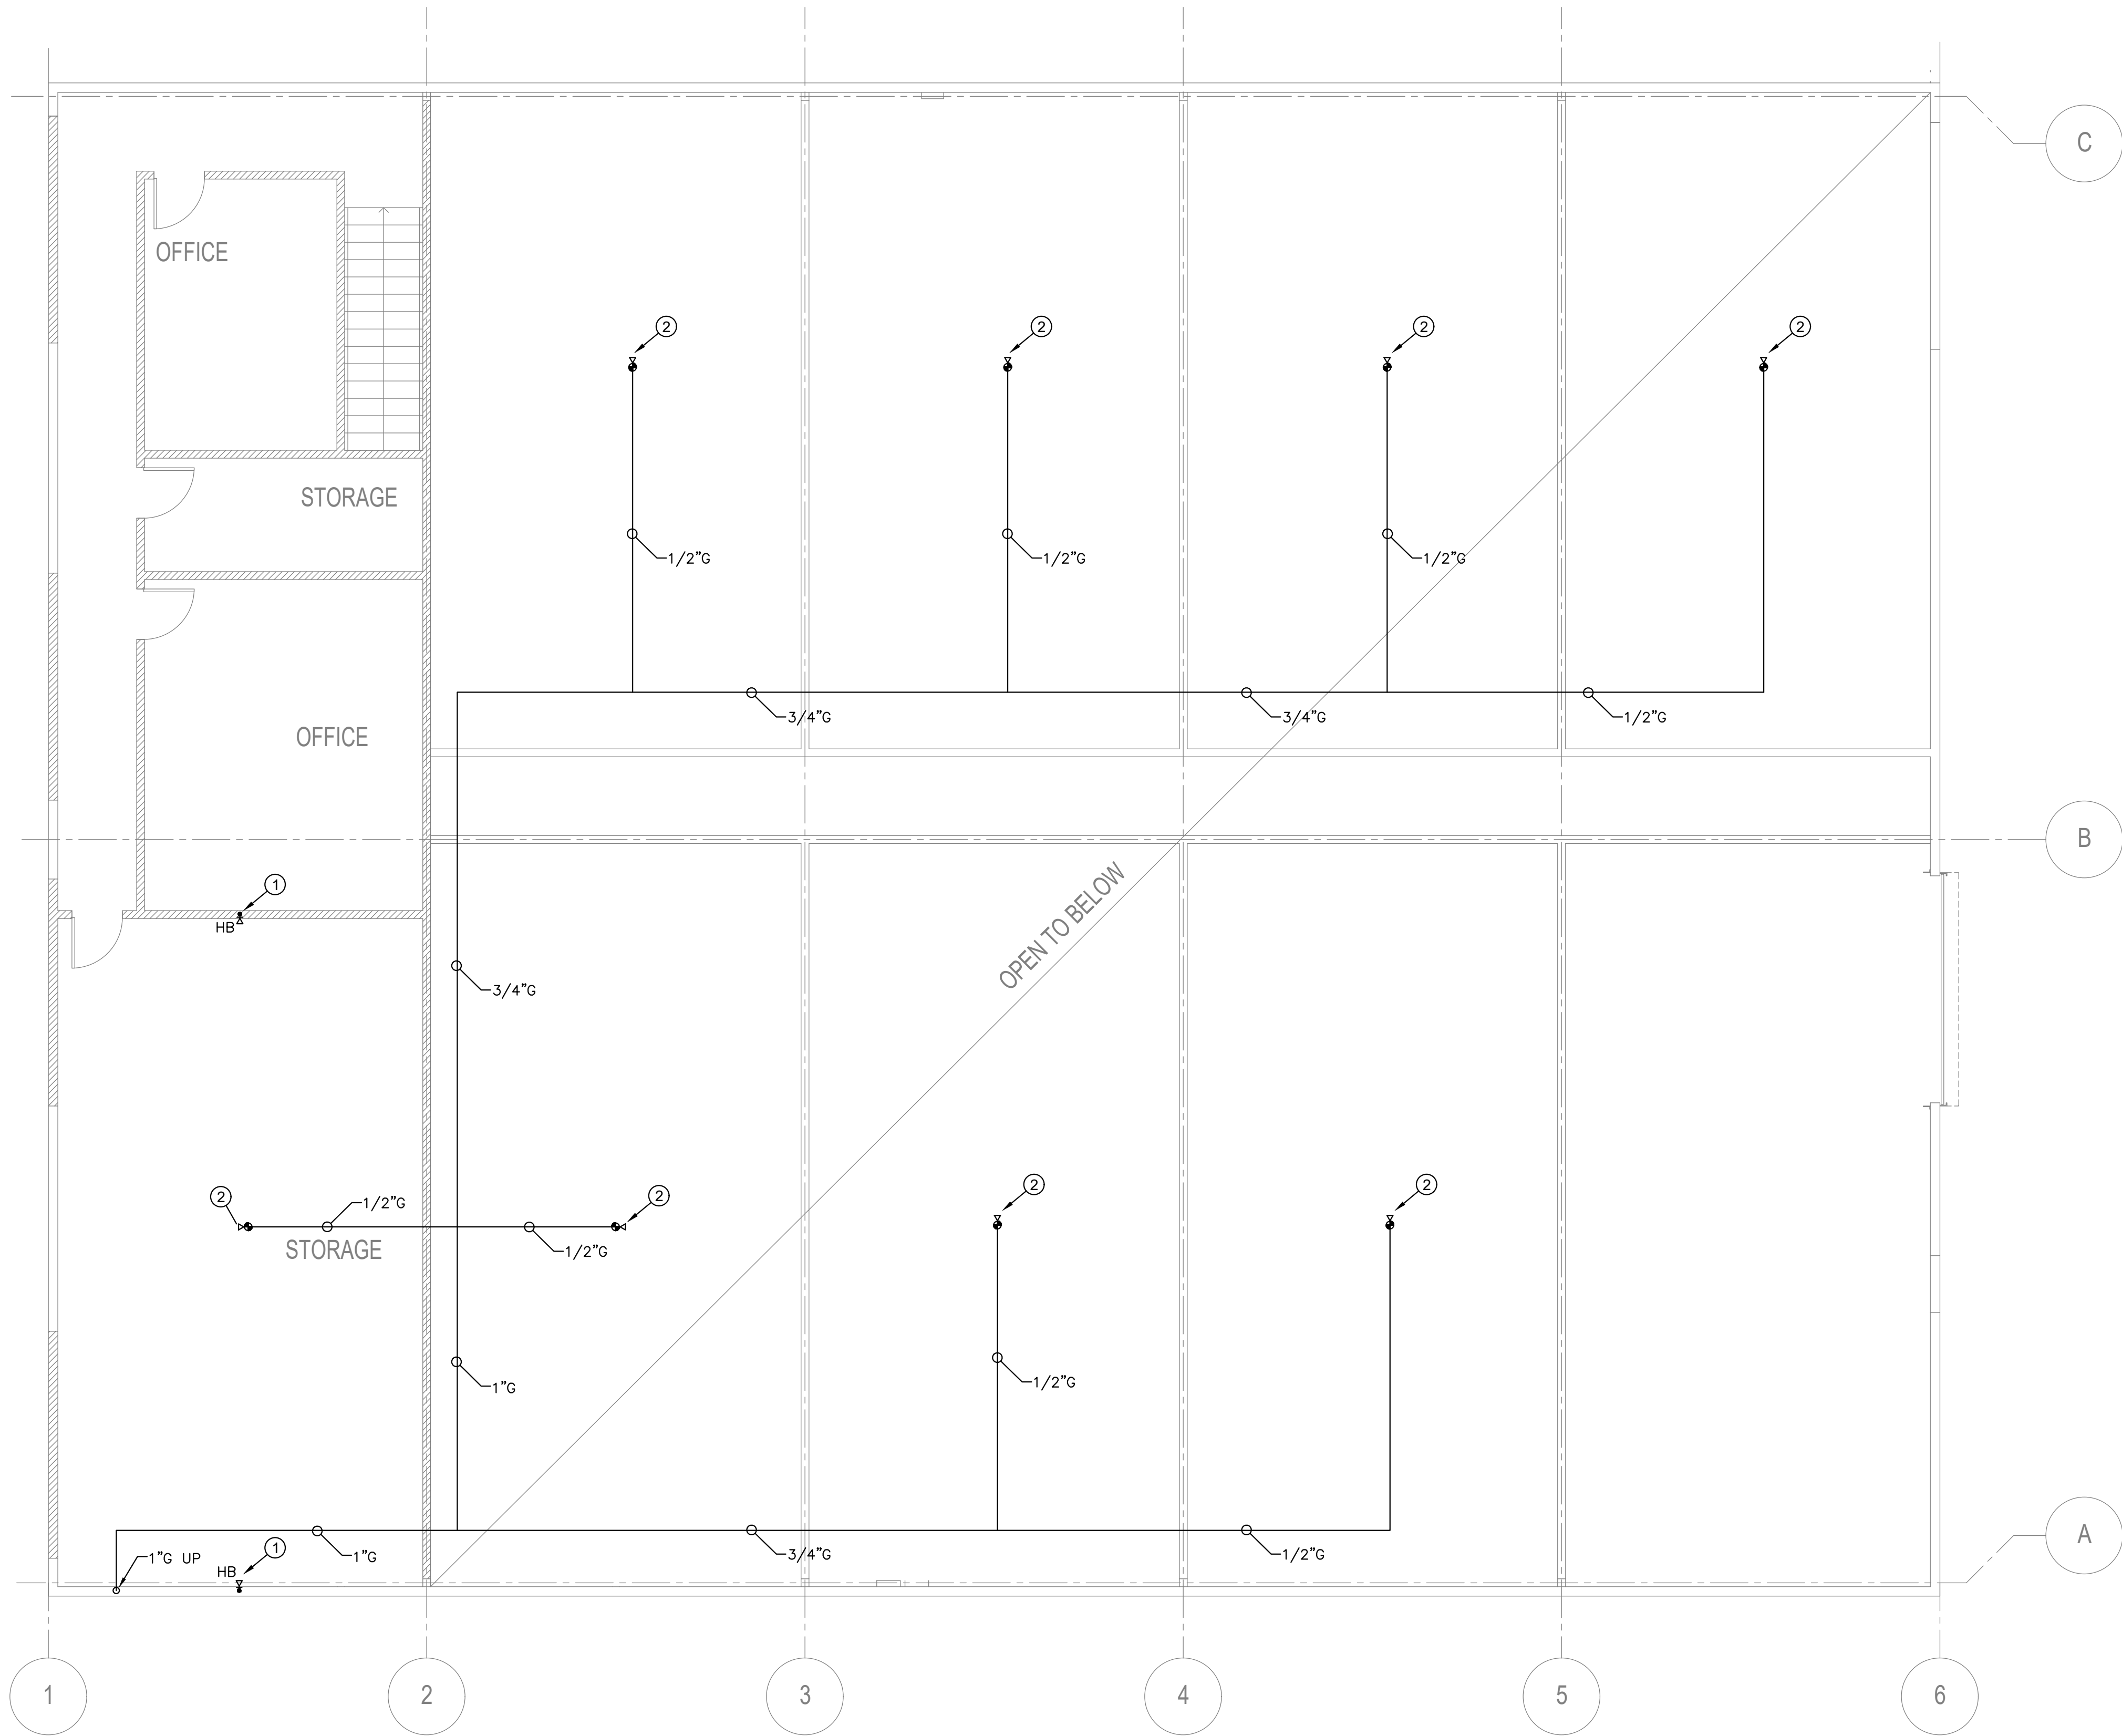 C
OFFICE
2
2
2
2
STORAGE
1/2"G
1/2"G
1/2"G
3/4"G
3/4"G
1/2"G
OFFICE
B
1
HB
OPEN TO BELOW
3/4"G
2
1/2"G
2
2
2
STORAGE
1/2"G
1"G
1/2"G
A
1"G UP
HB
1
1"G
3/4"G
1/2"G
1
2
3
4
5
6